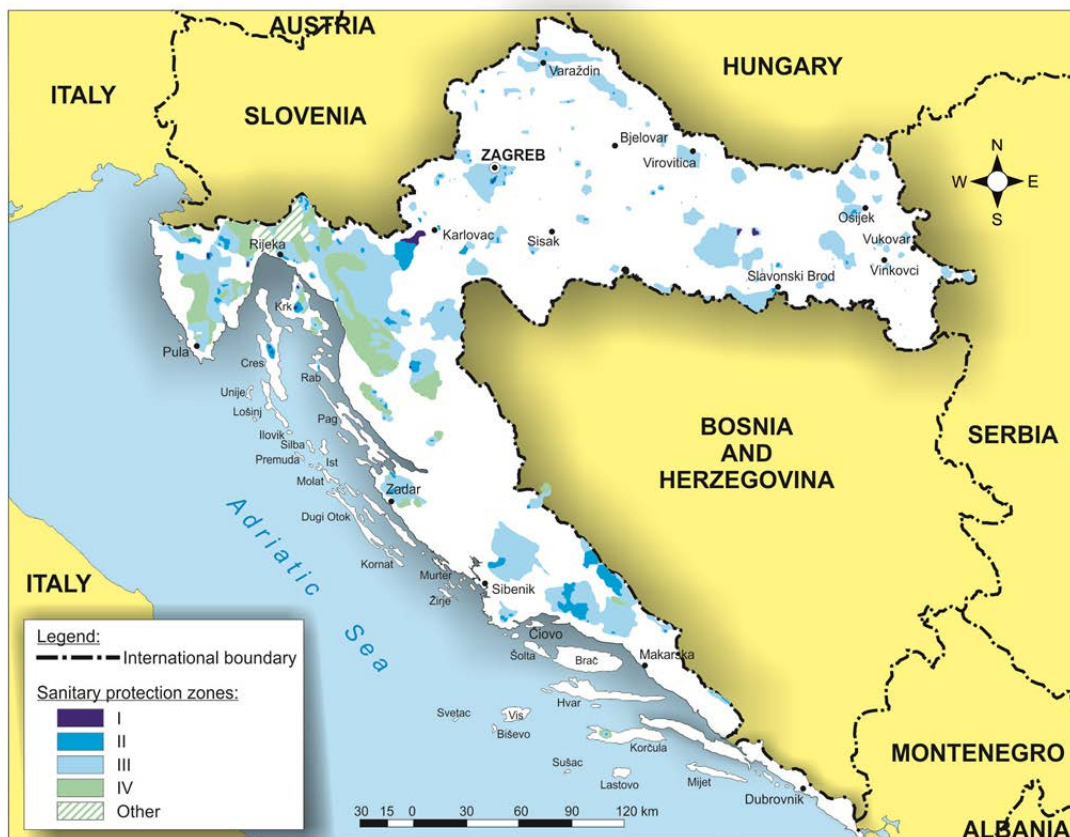 AUSTRIA
HUNGARY
ITALY
SLOVENIA
Varaždin
Bjelovar
ZAGREB
Virovitica
N
W
E
S
Osijek
Karlovac
Sisak
Vukovar
Rijeka
Vinkovci
Slavonski Brod
Krk
Pula
Cres
Rab
Unije
Lošinj
Pag
Ilovik
Silba
Premuda
Ist
Molat
Zadar
Dugi Otok
Kornat
BOSNIA
AND
HERZEGOVINA
SERBIA
Adriatic Sea
ITALY
Murter
Žirje
Sibenik
Čiovo
Šolta
Brač
Makarska
Hvar
Svetac
Vis
Biševo
Korčula
Sušac
Lastovo
Mijet
Dubrovnik
MONTENEGRO
ALBANIA
Legend:
International boundary
Sanitary protection zones:
I
II
III
IV
Other
30 15 0 30 60 90 120 km